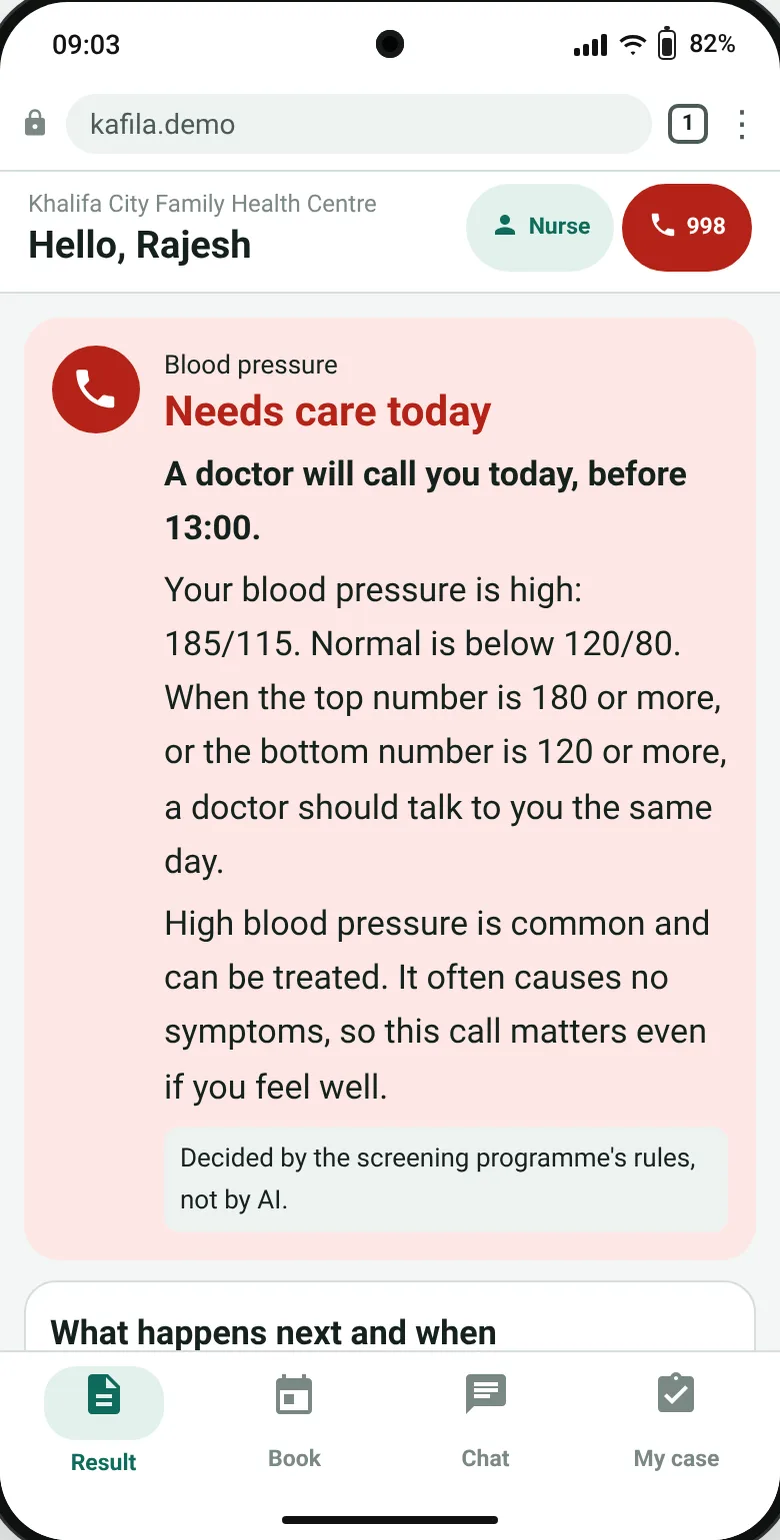 09:03
82%
kafila.demo
1
Khalifa City Family Health Centre
Hello, Rajesh
Nurse
998
Blood pressure
Needs care today
A doctor will call you today, before
13:00.
Your blood pressure is high:
185/115. Normal is below 120/80.
When the top number is 180 or more,
or the bottom number is 120 or more,
a doctor should talk to you the same
day.
High blood pressure is common and
can be treated. It often causes no
symptoms, so this call matters even
if you feel well.
Decided by the screening programme's rules,
not by AI.
What happens next and when
Result
Book
Chat
My case